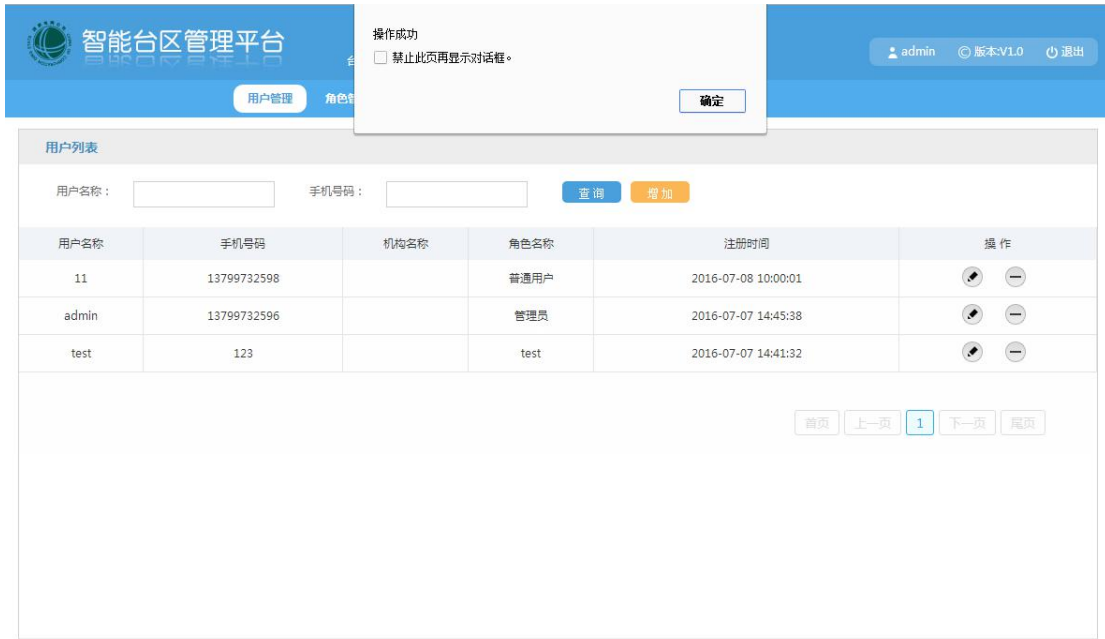 智能台区管理平台
操作成功
禁止此页再显示对话框。
确定
admin ©版本:V1.0 退出
用户管理 角色
用户列表
用户名称： 手机号码： 查询 增加
用户名称 手机号码 机构名称 角色名称 注册时间 操作
11 13799732598 普通用户 2016-07-08 10:00:01
admin 13799732596 管理员 2016-07-07 14:45:38
test 123 test 2016-07-07 14:41:32
首页 上一页 1 下一页 尾页